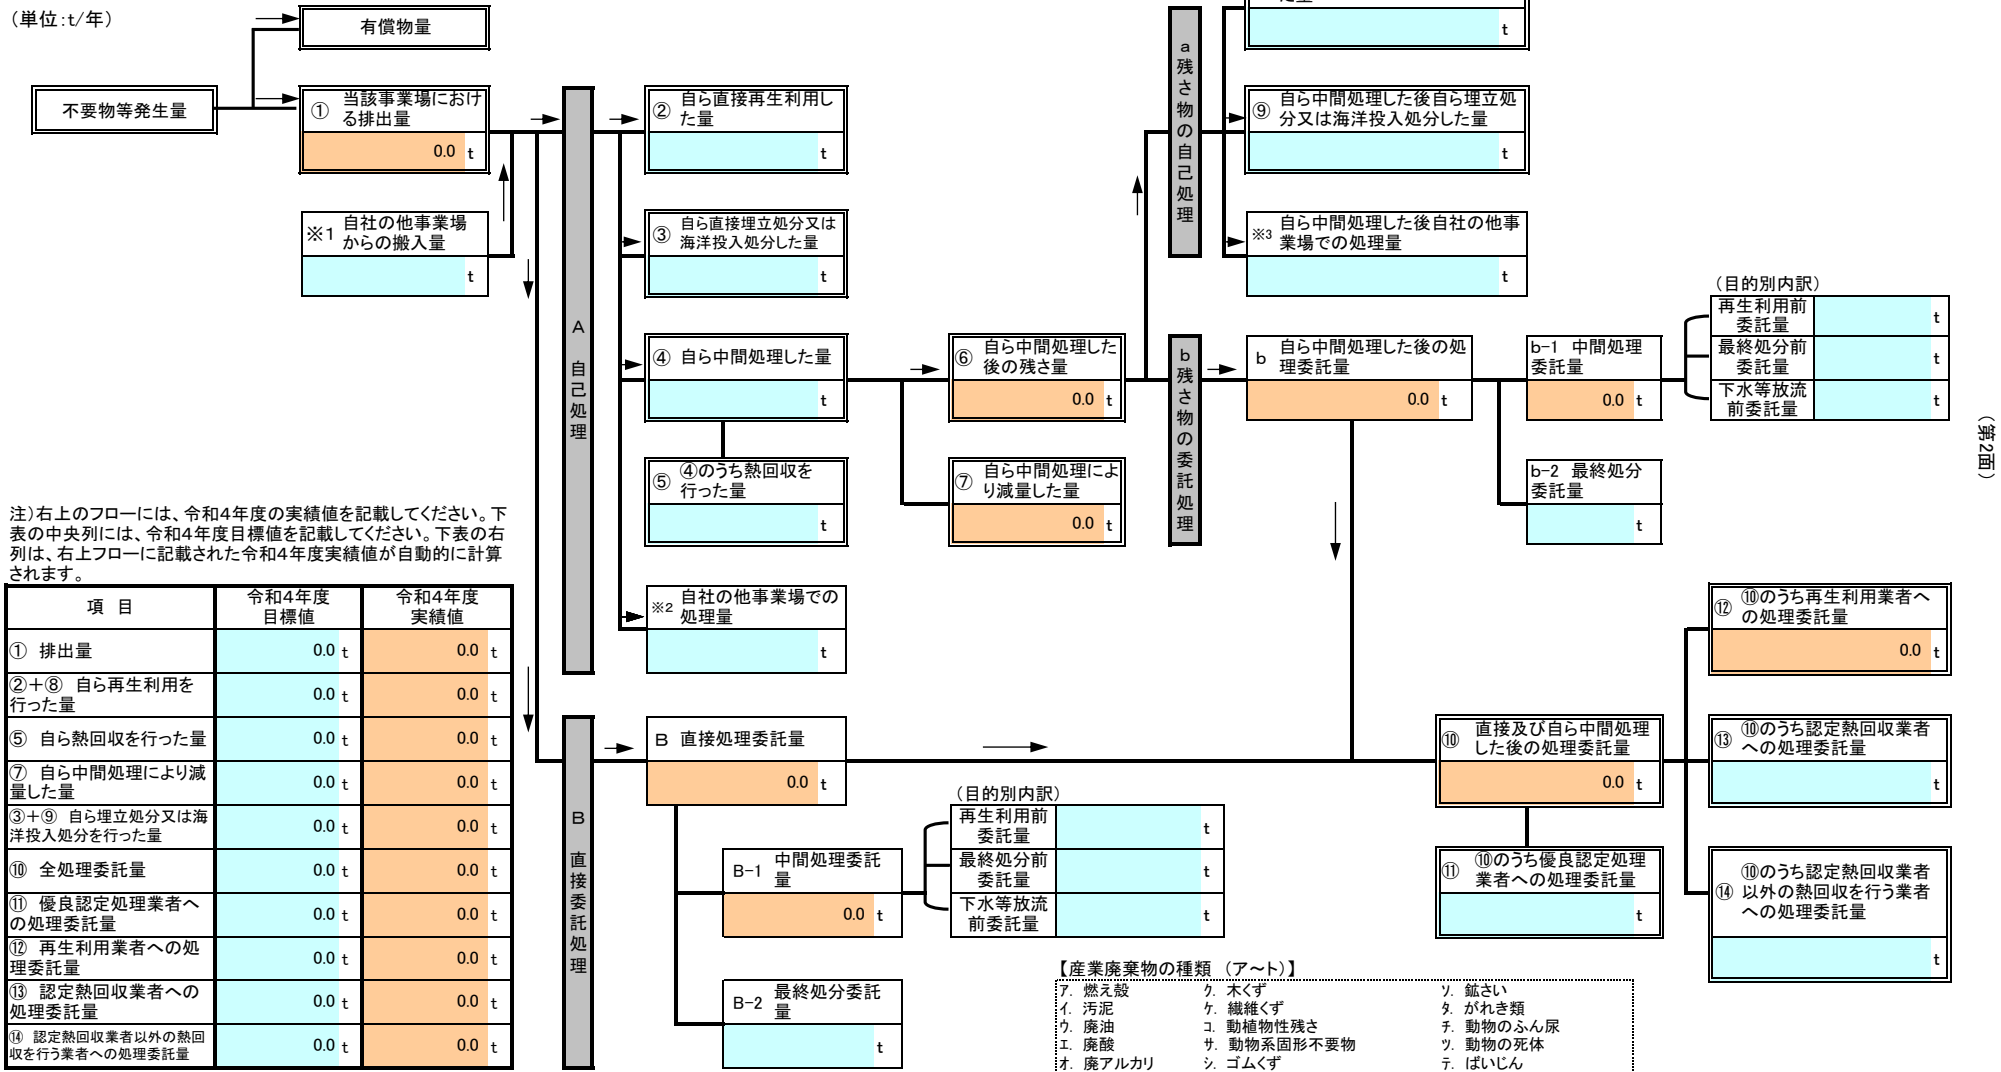 (単位:t/年)
有償物量
不要物等発生量
① 当該事業場におけ
る排出量
0.0 t
※1 自社の他事業場
からの搬入量
t
A 自己処理
② 自ら直接再生利用し
た量
t
③ 自ら直接埋立処分又は
海洋投入処分した量
t
④ 自ら中間処理した量
t
⑤ ④のうち熱回収を
行った量
t
※2 自社の他事業場での
処理量
t
⑥ 自ら中間処理した
後の残さ量
0.0 t
⑦ 自ら中間処理によ
り減量した量
0.0 t
a 残さ物の自己処理
t
⑨ 自ら中間処理した後自ら埋立処
分又は海洋投入処分した量
t
※3 自ら中間処理した後自社の他事
業場での処理量
t
b 残さ物の委託処理
b 自ら中間処理した後の処
理委託量
0.0 t
b-1 中間処理
委託量
0.0 t
b-2 最終処分
委託量
t
(目的別内訳)
再生利用前
委託量
t
最終処分前
委託量
t
下水等放流
前委託量
t
(第2面)
注)右上のフローには、令和4年度の実績値を記載してください。下
表の中央列には、令和4年度目標値を記載してください。下表の右
列は、右上フローに記載された令和4年度実績値が自動的に計算
されます。
項 目
令和4年度
目標値
令和4年度
実績値
① 排出量 0.0 t 0.0 t
②+⑧ 自ら再生利用を
行った量 0.0 t 0.0 t
⑤ 自ら熱回収を行った量 0.0 t 0.0 t
⑦ 自ら中間処理により減
量した量 0.0 t 0.0 t
③+⑨ 自ら埋立処分又は海
洋投入処分を行った量 0.0 t 0.0 t
⑩ 全処理委託量 0.0 t 0.0 t
⑪ 優良認定処理業者へ
の処理委託量 0.0 t 0.0 t
⑫ 再生利用業者への処
理委託量 0.0 t 0.0 t
⑬ 認定熱回収業者への
処理委託量 0.0 t 0.0 t
⑭ 認定熱回収業者以外の熱回
収を行う業者への処理委託量 0.0 t 0.0 t
B 直接委託処理
B 直接処理委託量
0.0 t
B-1 中間処理委託
量
0.0 t
B-2 最終処分委託
量
t
(目的別内訳)
再生利用前
委託量
t
最終処分前
委託量
t
下水等放流
前委託量
t
⑩ 直接及び自ら中間処理
した後の処理委託量
0.0 t
⑪ ⑩のうち優良認定処理
業者への処理委託量
t
⑫ ⑩のうち再生利用業者へ
の処理委託量
0.0 t
⑬ ⑩のうち認定熱回収業者
への処理委託量
t
⑭ ⑩のうち認定熱回収業者
以外の熱回収を行う業者
への処理委託量
t
【産業廃棄物の種類 (ア〜ト)】
ア. 燃え殻 ク. 木くず ソ. 鉱さい
イ. 汚泥 ケ. 繊維くず タ. がれき類
ウ. 廃油 コ. 動植物性残さ チ. 動物のふん尿
エ. 廃酸 サ. 動物系固形不要物 ツ. 動物の死体
オ. 廃アルカリ シ. ゴムくず テ. ばいじん